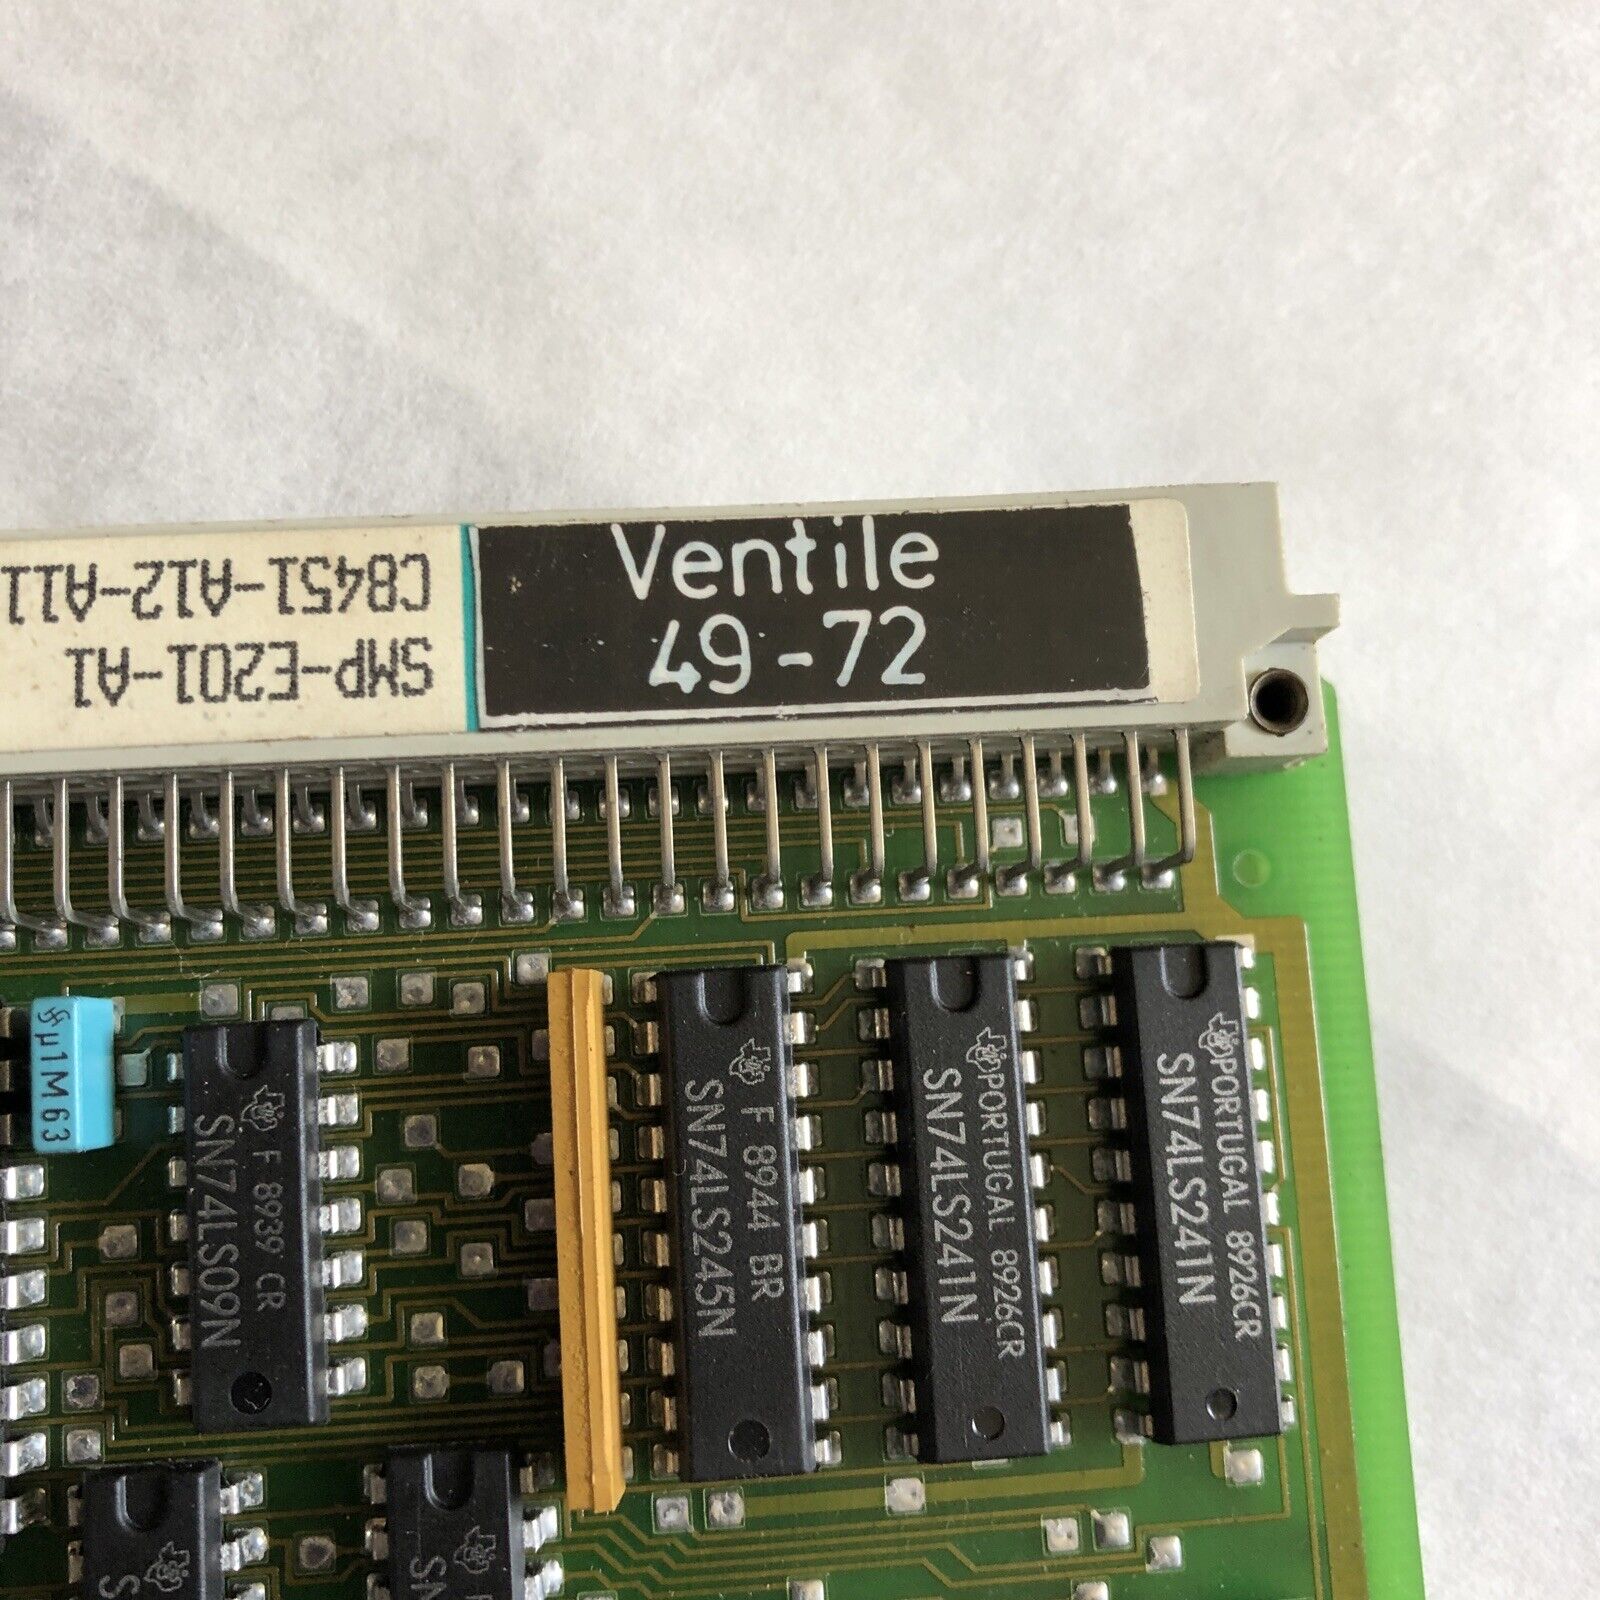 Ventile
49-72
SMP-E201-A1
C8451-A12-A11
µ1M63
F 8939 CR
SN74LS09N
F 8944 BR
SN74LS245N
PORTUGAL 8926CR
SN74LS241N
PORTUGAL 8926CR
SN74LS241N